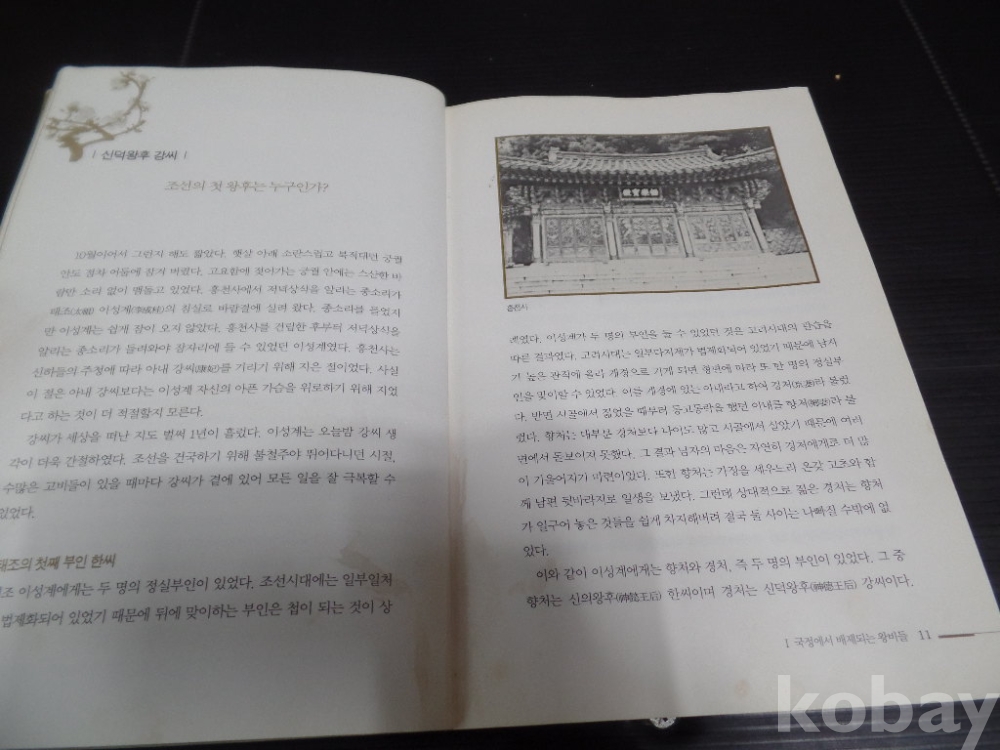 | 신덕왕후 강씨 |
조선의 첫 왕후는 누구인가?
10월이어서 그런지 해도 짧았다. 햇살 아래 소란스럽고 북적대던 궁궐
안도 점차 어둠에 잠겨 버렸다. 고요함에 젖어가는 궁궐 안에는 스산한 바
람만 소리 없이 맴돌고 있었다. 흥천사에서 저녁상식을 알리는 종소리가
태조(太祖) 이성계(李成桂)의 침실로 바람결에 실려 왔다. 종소리를 들었지
만 이성계는 쉽게 잠이 오지 않았다. 흥천사를 건립한 후부터 저녁상식을
알리는 종소리가 들려와야 잠자리에 들 수 있었던 이성계였다. 흥천사는
신하들의 주청에 따라 아내 강씨(康氏)를 기리기 위해 지은 절이었다. 사실
이 절은 아내 강씨보다는 이성계 자신의 아픈 가슴을 위로하기 위해 지었
다고 하는 것이 더 적절할지 모른다.
강씨가 세상을 떠난 지도 벌써 1년이 흘렀다. 이성계는 오늘밤 강씨 생
각이 더욱 간절하였다. 조선을 건국하기 위해 불철주야 뛰어다니던 시절,
수많은 고비들이 있을 때마다 강씨가 곁에 있어 모든 일을 잘 극복할 수
있었다.
태조의 첫째 부인 한씨
조 이성계에게는 두 명의 정실부인이 있었다. 조선시대에는 일부일처
법제화되어 있었기 때문에 뒤에 맞이하는 부인은 첩이 되는 것이 상
흥천사
례였다. 이성계가 두 명의 부인을 둘 수 있었던 것은 고려시대의 관습을
따른 결과였다. 고려시대는 일부다처제가 법제화되어 있었기 때문에 남자
가 높은 관직에 올라 개경으로 가게 되면 형편에 따라 또 한 명의 정실부
인을 맞이할 수 있었다. 이를 개경에 있는 아내라고 하여 경처(京妻)라 불렀
다. 반면 시골에서 젊었을 때부터 동고동락을 했던 아내를 향처(鄕妻)라 불
렀다. 향처는 대부분 경처보다 나이도 많고 시골에서 살았기 때문에 여러
면에서 돋보이지 못했다. 그 결과 남자의 마음은 자연히 경처에게로 더 많
이 기울어지기 마련이었다. 또한 향처는 가정을 세우느라 온갖 고초와 함
께 남편 뒷바라지로 일생을 보냈다. 그런데 상대적으로 젊은 경처는 향처
가 일구어 놓은 것들을 쉽게 차지해버려 결국 둘 사이는 나빠질 수밖에 없
었다.
이와 같이 이성계에게는 향처와 경처, 즉 두 명의 부인이 있었다. 그 중
향처는 신의왕후(神懿王后) 한씨이며 경처는 신덕왕후(神德王后) 강씨이다.
I 국정에서 배제되는 왕비들 11
kobay